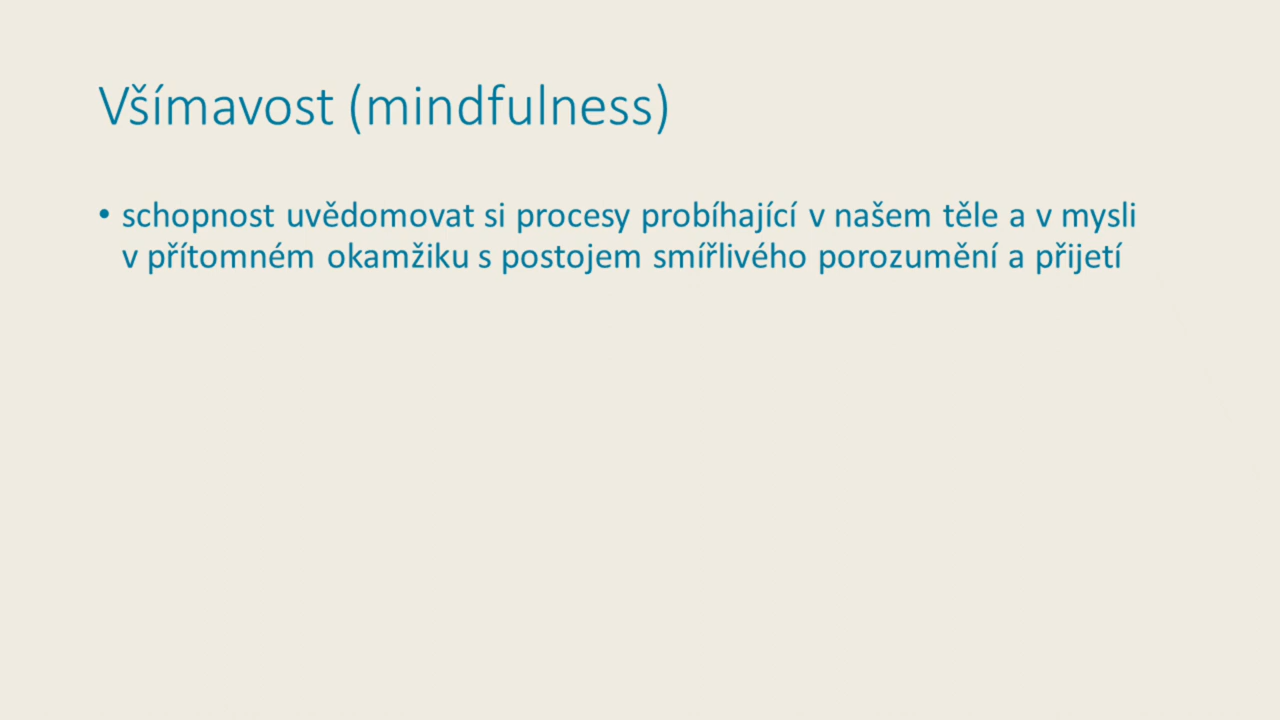 Všímavost (mindfulness)
• schopnost uvědomovat si procesy probíhající v našem těle a v mysli
v přítomném okamžiku s postojem smířlivého porozumění a přijetí